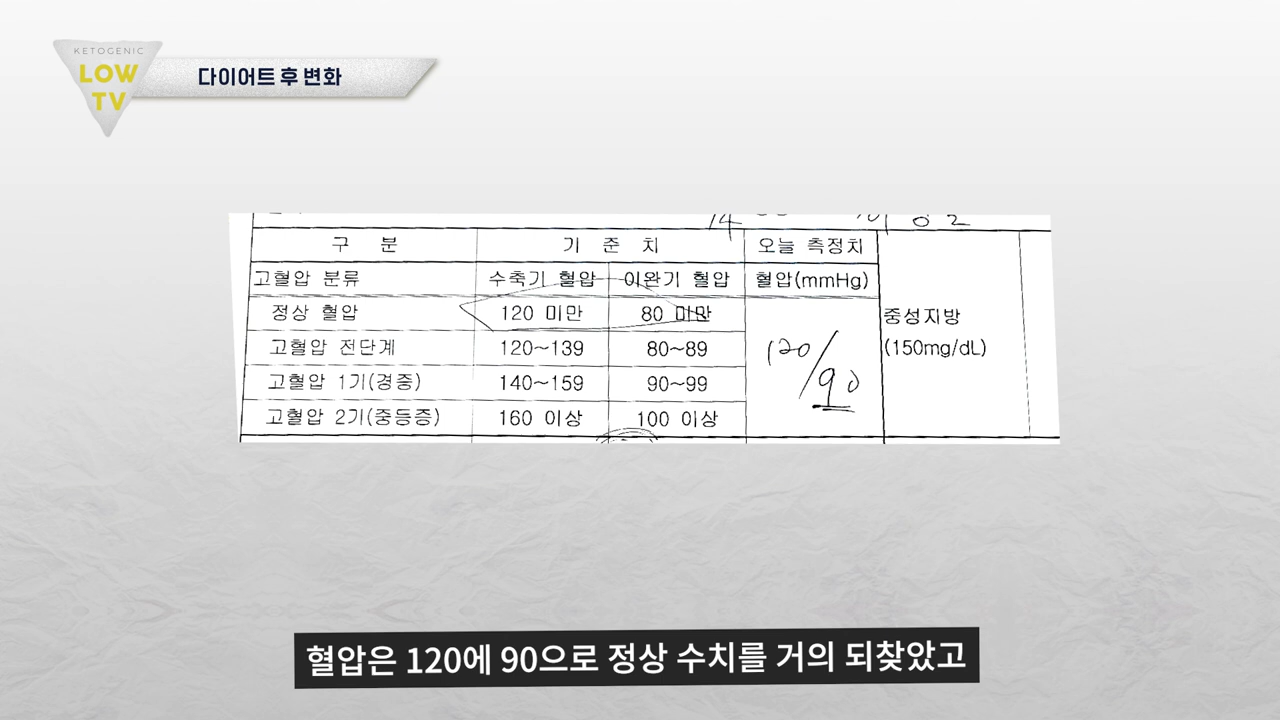 KETOGENIC
LOW
TV
다이어트 후 변화
구 분 기 준 치 오늘 측정치
고혈압 분류 수축기 혈압 이완기 혈압 혈압(mmHg)
정상 혈압 120 미만 80 미만
중성지방
고혈압 전단계 120~139 80~89 120/90 (150mg/dL)
고혈압 1기(경증) 140~159 90~99
고혈압 2기(중등증) 160 이상 100 이상
혈압은 120에 90으로 정상 수치를 거의 되찾았고